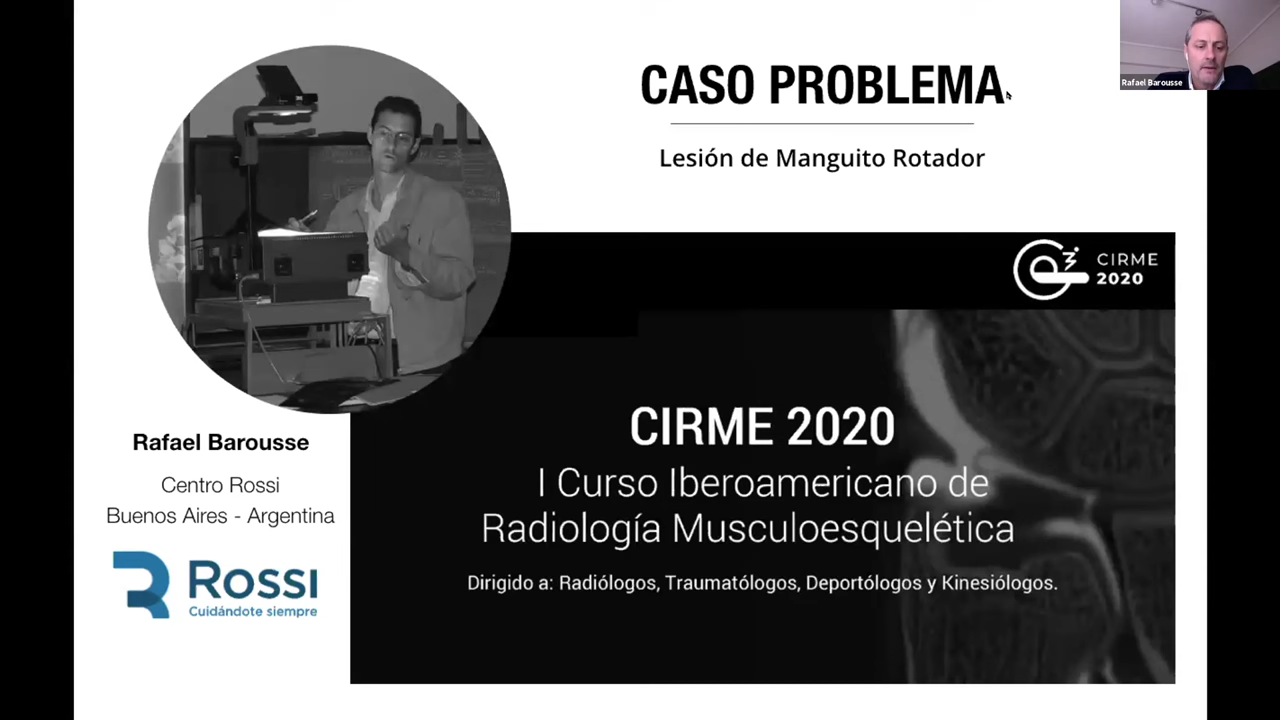 CASO PROBLEMA
Lesión de Manguito Rotador
Rafael Barousse
CIRME
2020
CIRME 2020
I Curso Iberoamericano de
Radiología Musculoesquelética
Dirigido a: Radiólogos, Traumatólogos, Deportólogos y Kinesiólogos.
Rafael Barousse
Centro Rossi
Buenos Aires - Argentina
ROSSI
Cuidándote siempre